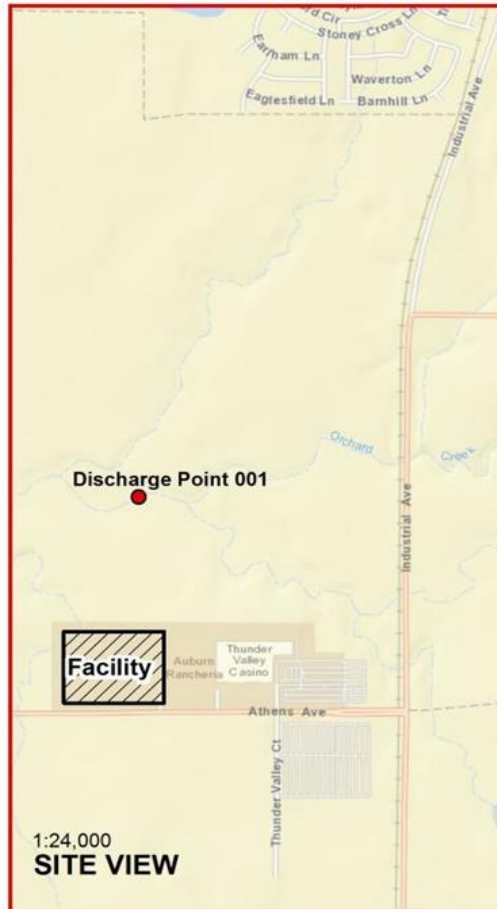 Stoney Cross Ln
Earham Ln
Waverton Ln
Eaglesfield Ln
Barnhill Ln
Industrial Ave
Orchard
Creek
Discharge Point 001
Industrial Ave
Facility
Auburn
Rancheria
Thunder
Valley
Casino
Athens Ave
Thunder Valley Ct
1:24,000
SITE VIEW